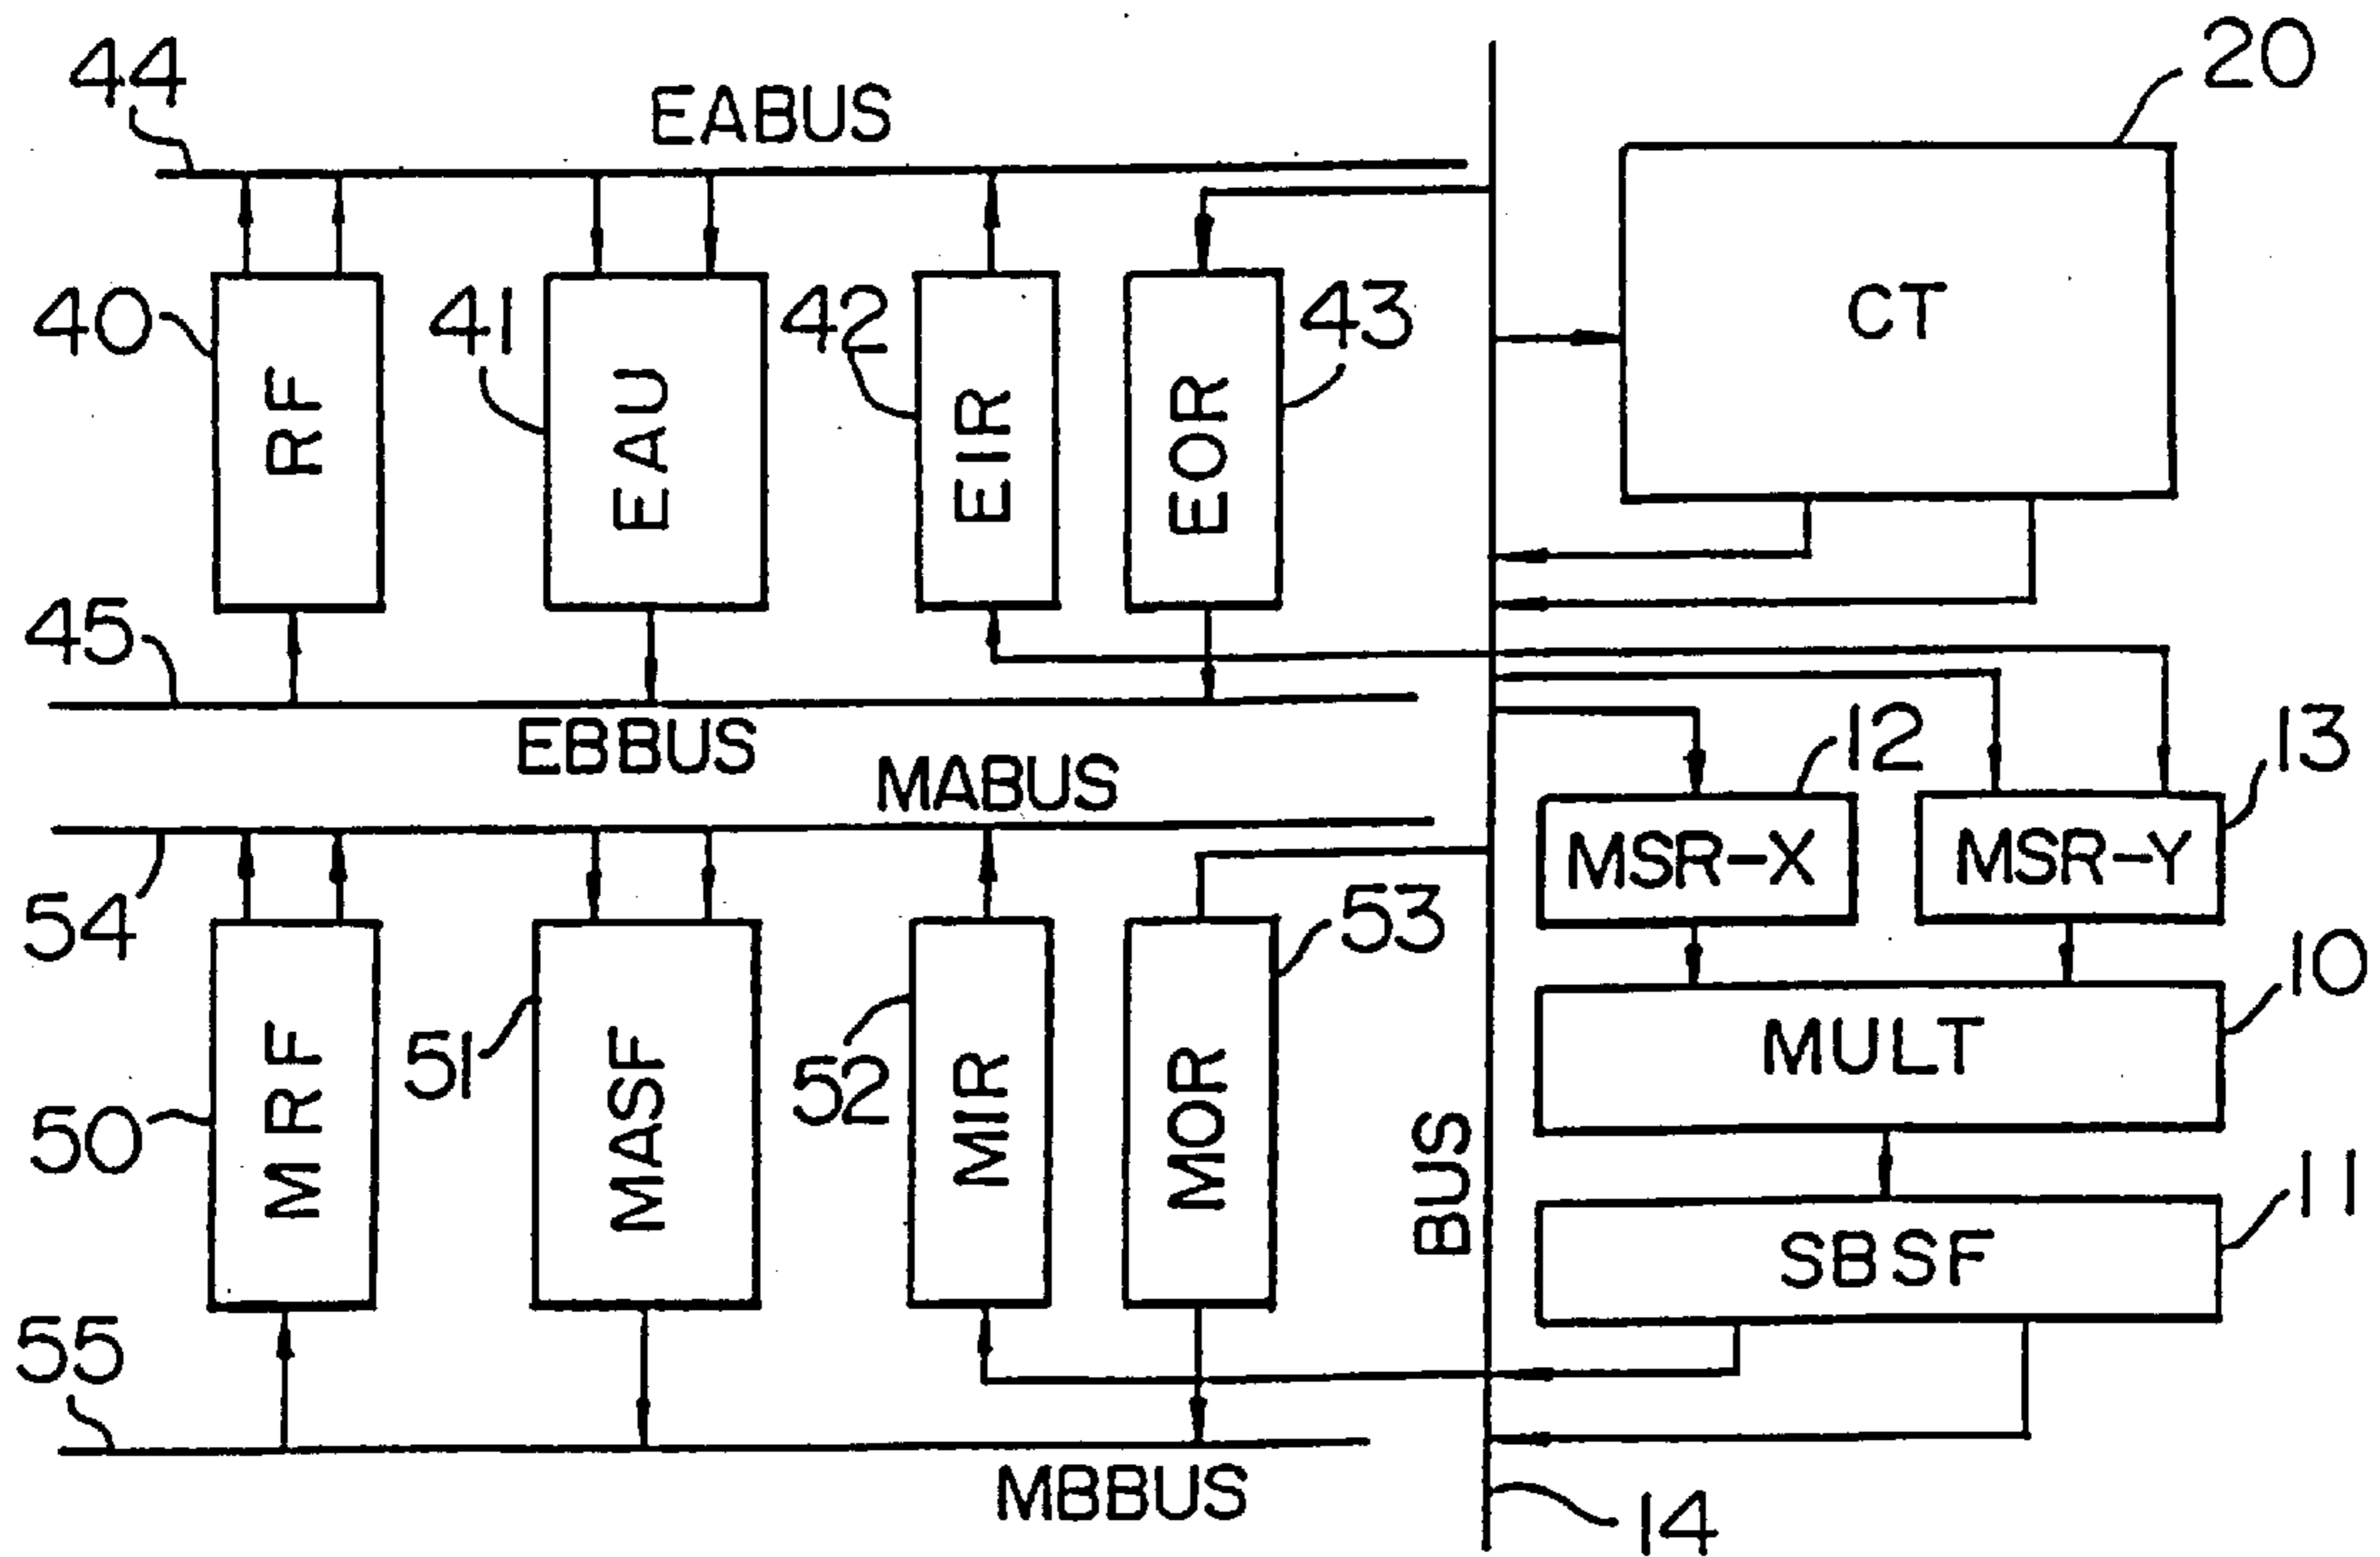 44
EABUS
20
40
RF
41
EAU
42
EIR
43
EOR
CT
45
EBBUS
MABUS
12
13
MSR-X
MSR-Y
54
53
10
MULT
50
MRF
51
MASF
52
MIR
MOR
BUS
11
SBSF
55
MBBUS
14